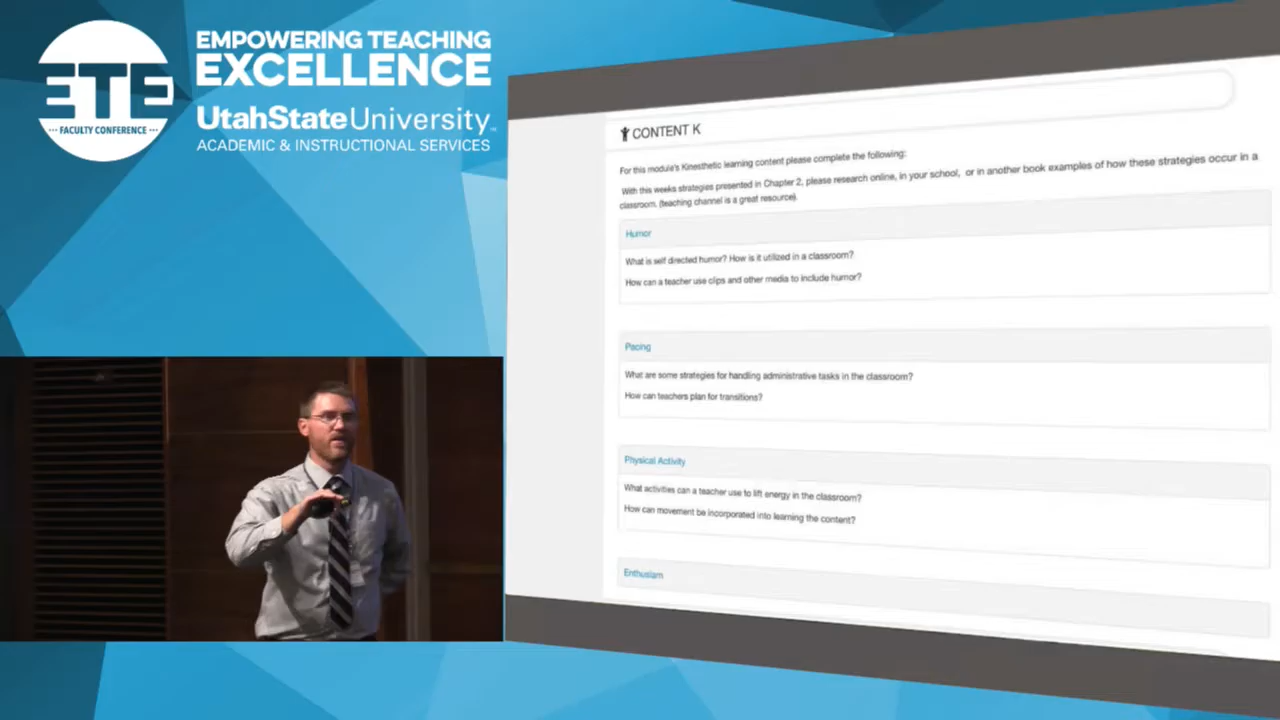 ETE
··· FACULTY CONFERENCE ···
EMPOWERING TEACHING
EXCELLENCE
UtahStateUniversity
ACADEMIC & INSTRUCTIONAL SERVICES
CONTENT K
For this module's Kinesthetic learning content please complete the following:
With this weeks strategies presented in Chapter 2, please research online, in your school, or in another book examples of how these strategies occur in a
classroom. (teaching channel is a great resource).
Humor
What is self directed humor? How is it utilized in a classroom?
How can a teacher use clips and other media to include humor?
Pacing
What are some strategies for handling administrative tasks in the classroom?
How can teachers plan for transitions?
Physical Activity
What activities can a teacher use to lift energy in the classroom?
How can movement be incorporated into learning the content?
Enthusiam